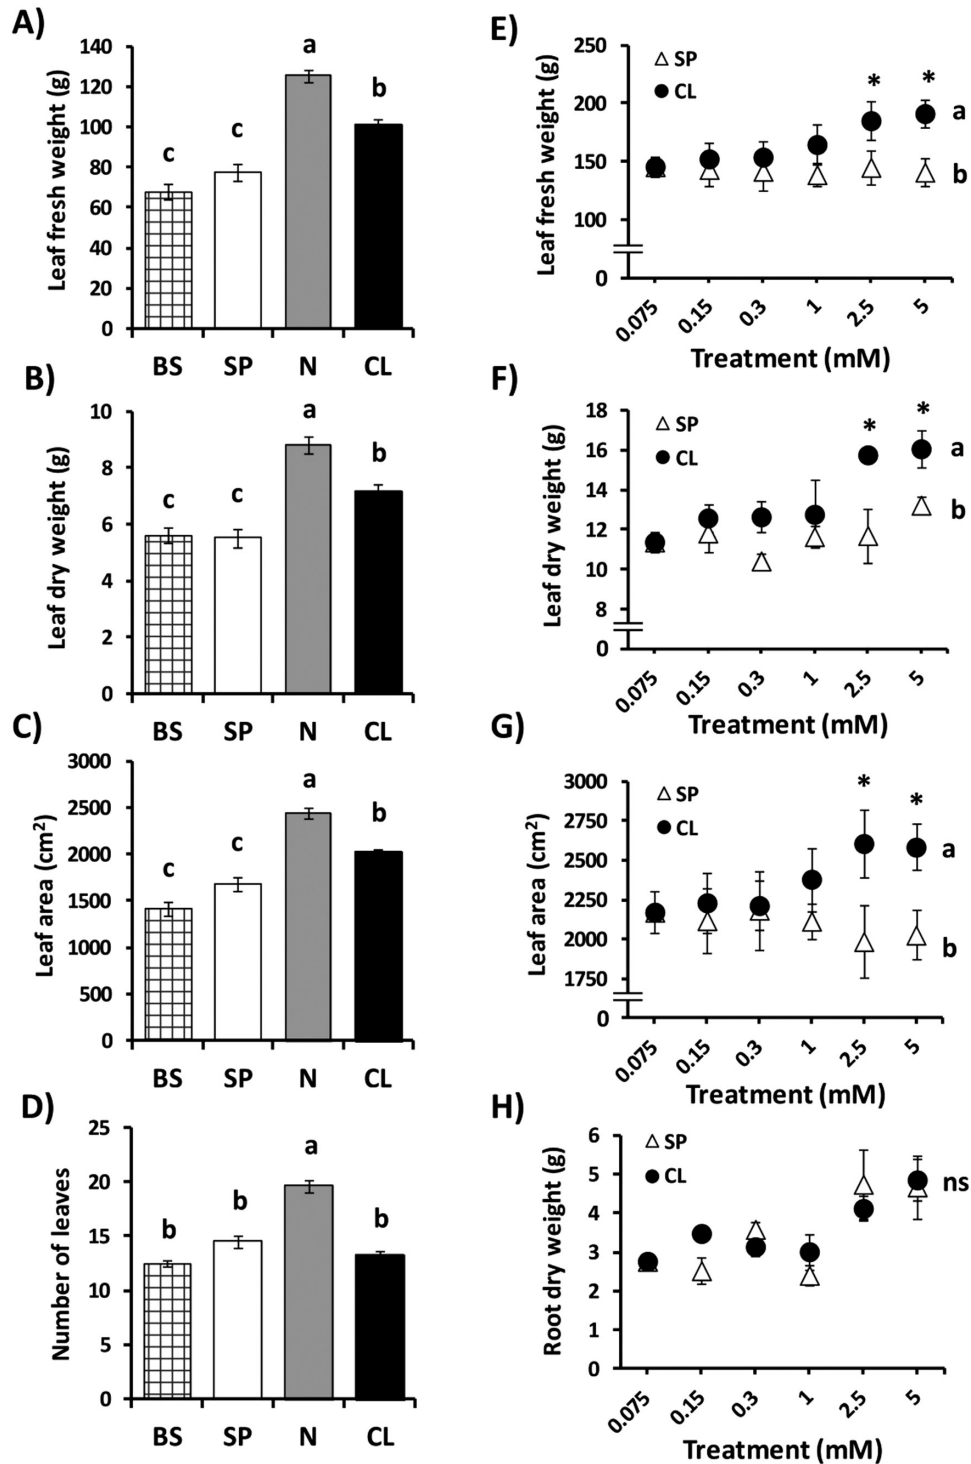 A)
Leaf fresh weight (g)
140
120
100
80
60
40
20
0
c
c
a
b
BS SP N CL
B)
Leaf dry weight (g)
10
8
6
4
2
0
c
c
a
b
BS SP N CL
C)
Leaf area (cm²)
3000
2500
2000
1500
1000
500
0
c
c
a
b
BS SP N CL
D)
Number of leaves
25
20
15
10
5
0
b
b
a
b
BS SP N CL
E)
Leaf fresh weight (g)
250
200
150
100
0
SP
CL
*
*
a
b
0.075 0.15 0.3 1 2.5 5
Treatment (mM)
F)
Leaf dry weight (g)
18
16
14
12
10
8
0
SP
CL
*
*
a
b
0.075 0.15 0.3 1 2.5 5
Treatment (mM)
G)
Leaf area (cm²)
3000
2750
2500
2250
2000
1750
0
SP
CL
*
*
a
b
0.075 0.15 0.3 1 2.5 5
Treatment (mM)
H)
Root dry weight (g)
6
5
4
3
2
1
0
SP
CL
ns
0.075 0.15 0.3 1 2.5 5
Treatment (mM)